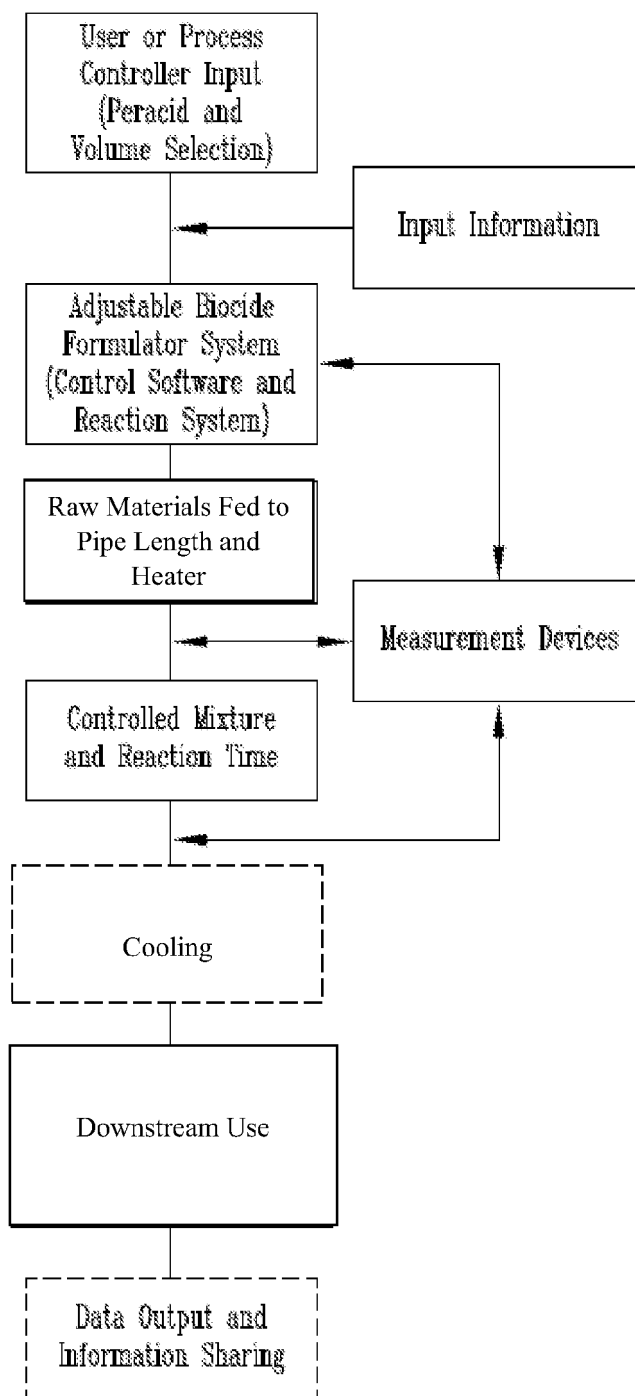 User or Process
Controller Input
(Peracid and
Volume Selection)
Input Information
Adjustable Biocide
Formulator System
(Control Software and
Reaction System)
Raw Materials Fed to
Pipe Length and
Heater
Measurement Devices
Controlled Mixture
and Reaction Time
Cooling
Downstream Use
Data Output and
Information Sharing